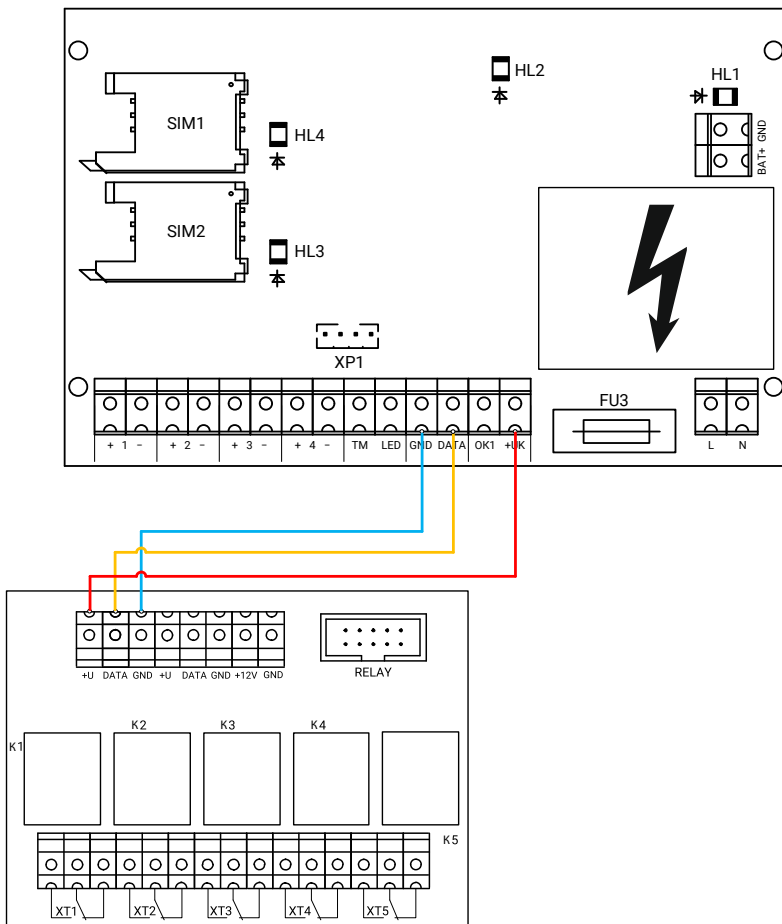 HL2
HL1
SIM1
HL4
BAT+ GND
SIM2
HL3
XP1
FU3
+ 1 − + 2 − + 3 − + 4 − TM LED GND DATA OK1 +UK
L N
+U DATA GND +U DATA GND +12V GND
RELAY
K1 K2 K3 K4
K5
XT1 XT2 XT3 XT4 XT5